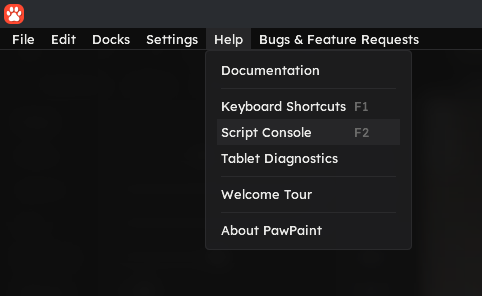 File Edit Docks Settings Help Bugs & Feature Requests
Documentation
Keyboard Shortcuts F1
Script Console F2
Tablet Diagnostics
Welcome Tour
About PawPaint